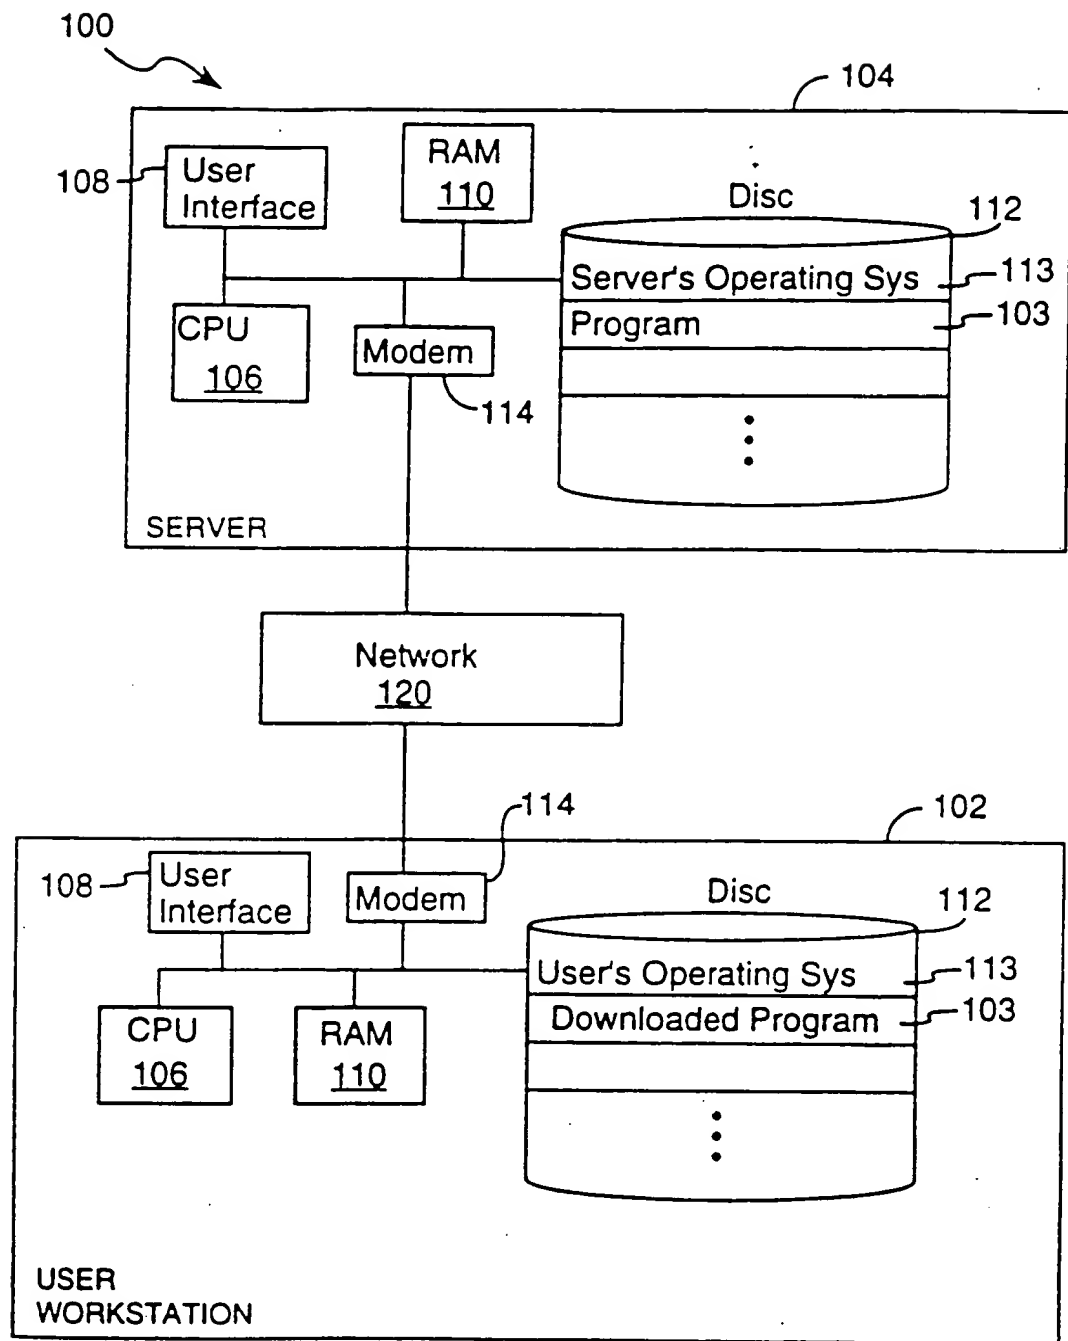 100
104
108
User
Interface
RAM
110
Disc
112
Server's Operating Sys
113
Program
103
CPU
106
Modem
114
SERVER
Network
120
114
102
108
User
Interface
Modem
Disc
112
User's Operating Sys
113
Downloaded Program
103
CPU
106
RAM
110
USER
WORKSTATION